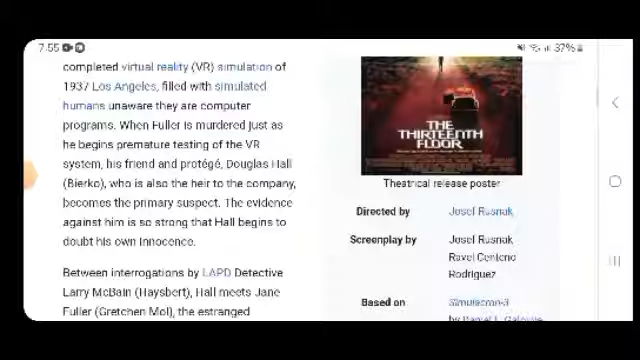 7:55
37%
completed virtual reality (VR) simulation of
1937 Los Angeles, filled with simulated
humans unaware they are computer
programs. When Fuller is murdered just as
he begins premature testing of the VR
system, his friend and protégé, Douglas Hall
(Bierko), who is also the heir to the company,
becomes the primary suspect. The evidence
against him is so strong that Hall begins to
doubt his own innocence.
Between interrogations by LAPD Detective
Larry McBain (Haysbert), Hall meets Jane
Fuller (Gretchen Mol), the estranged
THE
THIRTEENTH
FLOOR
Theatrical release poster
Directed by Josef Rusnak
Screenplay by Josef Rusnak
Ravel Centeno
Rodriguez
Based on Simulacron-3
by Daniel F. Galouye